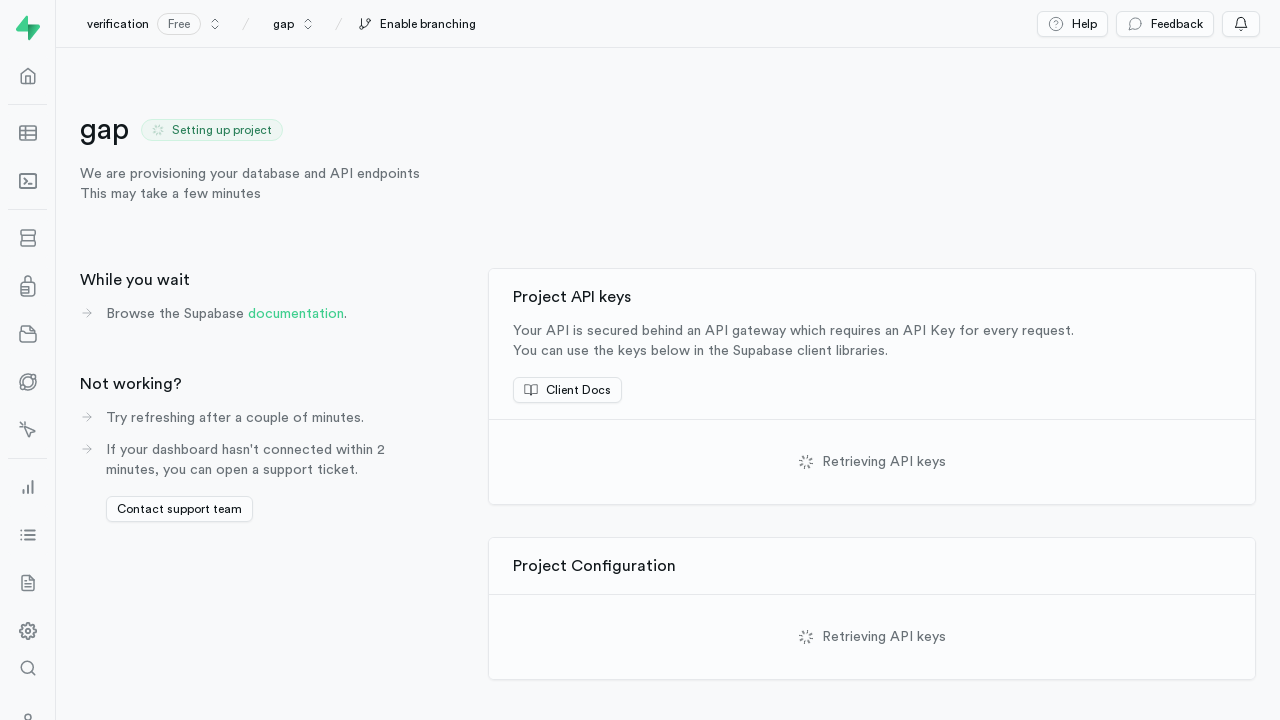 verification Free / gap / Enable branching
Help Feedback
gap Setting up project
We are provisioning your database and API endpoints
This may take a few minutes
While you wait
Browse the Supabase documentation.
Not working?
Try refreshing after a couple of minutes.
If your dashboard hasn't connected within 2
minutes, you can open a support ticket.
Contact support team
Project API keys
Your API is secured behind an API gateway which requires an API Key for every request.
You can use the keys below in the Supabase client libraries.
Client Docs
Retrieving API keys
Project Configuration
Retrieving API keys